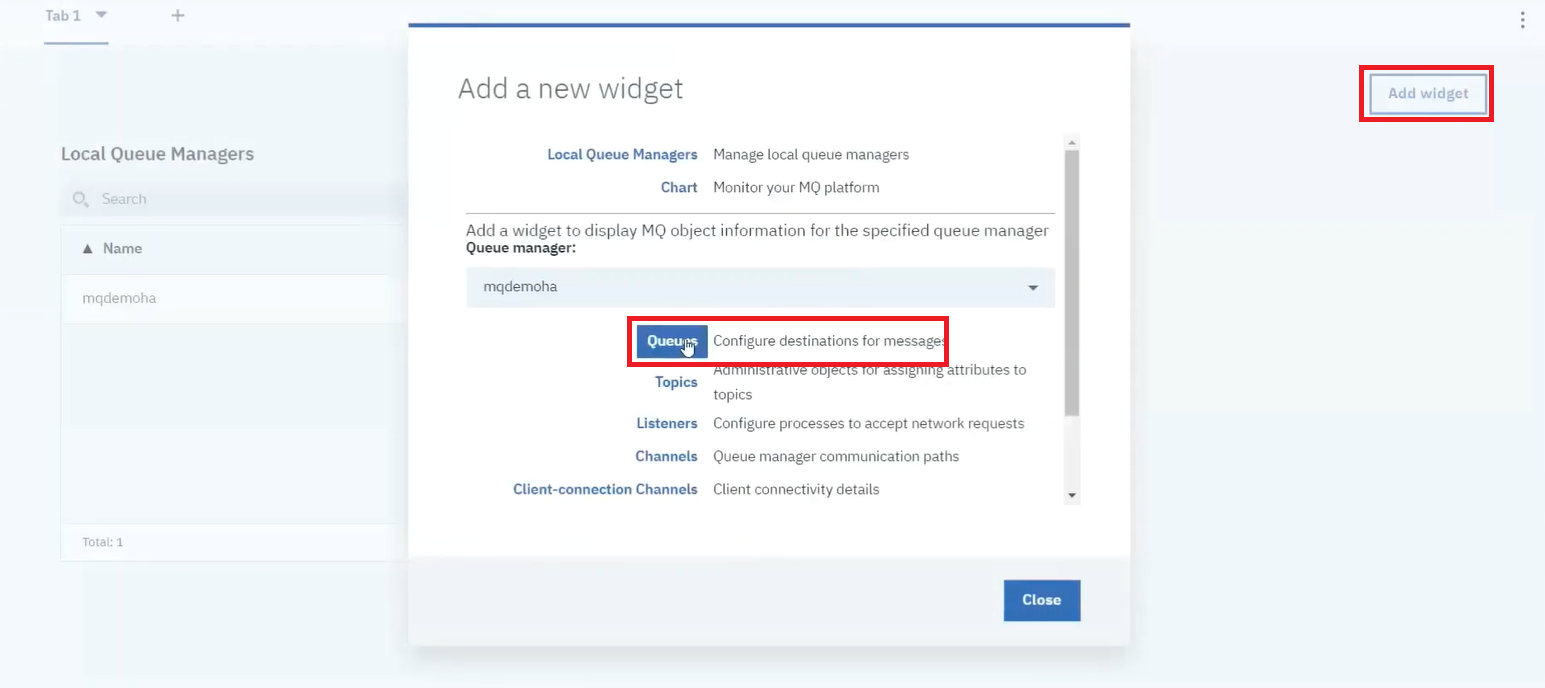 Tab 1
Add widget
Add a new widget
Local Queue Managers
Search
Name
mqdemoha
Total: 1
Local Queue Managers Manage local queue managers
Chart Monitor your MQ platform
Add a widget to display MQ object information for the specified queue manager
Queue manager:
mqdemoha
Queues Configure destinations for messages
Topics Administrative objects for assigning attributes to
topics
Listeners Configure processes to accept network requests
Channels Queue manager communication paths
Client-connection Channels Client connectivity details
Close